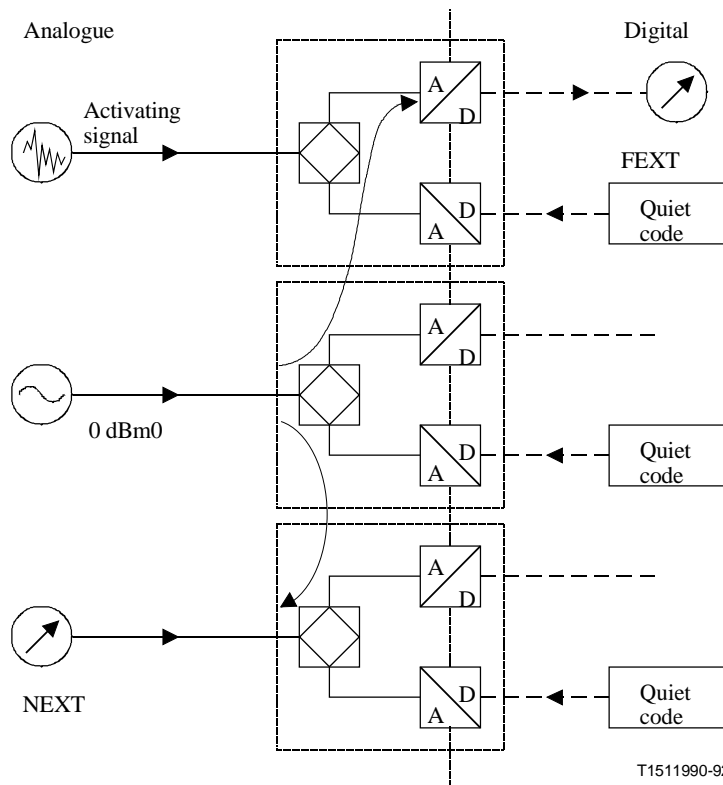 Analogue
Digital
Activating
signal
A
D
FEXT
D
A
Quiet
code
A
D
0 dBm0
D
A
Quiet
code
A
D
NEXT
D
A
Quiet
code